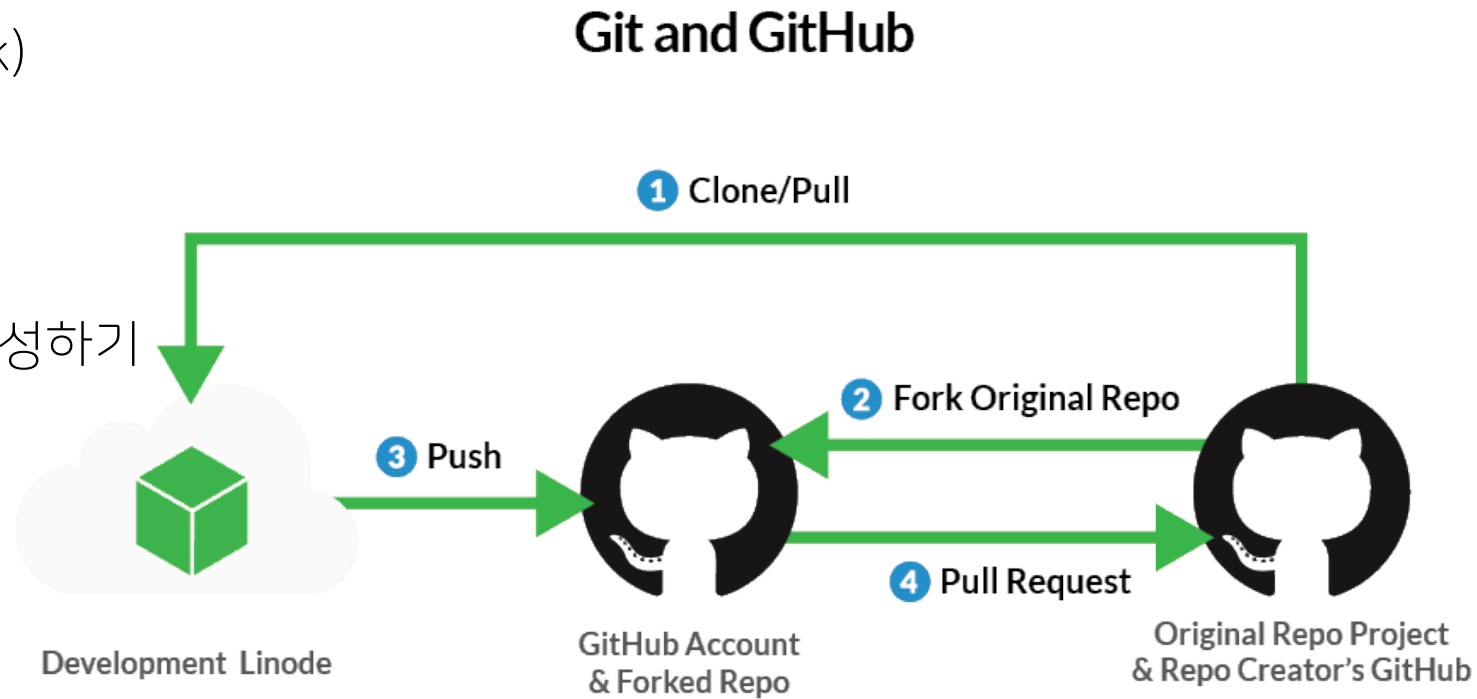 Git and GitHub
)
1 Clone/Pull
성하기
2 Fork Original Repo
3 Push
4 Pull Request
Development Linode
GitHub Account
& Forked Repo
Original Repo Project
& Repo Creator's GitHub